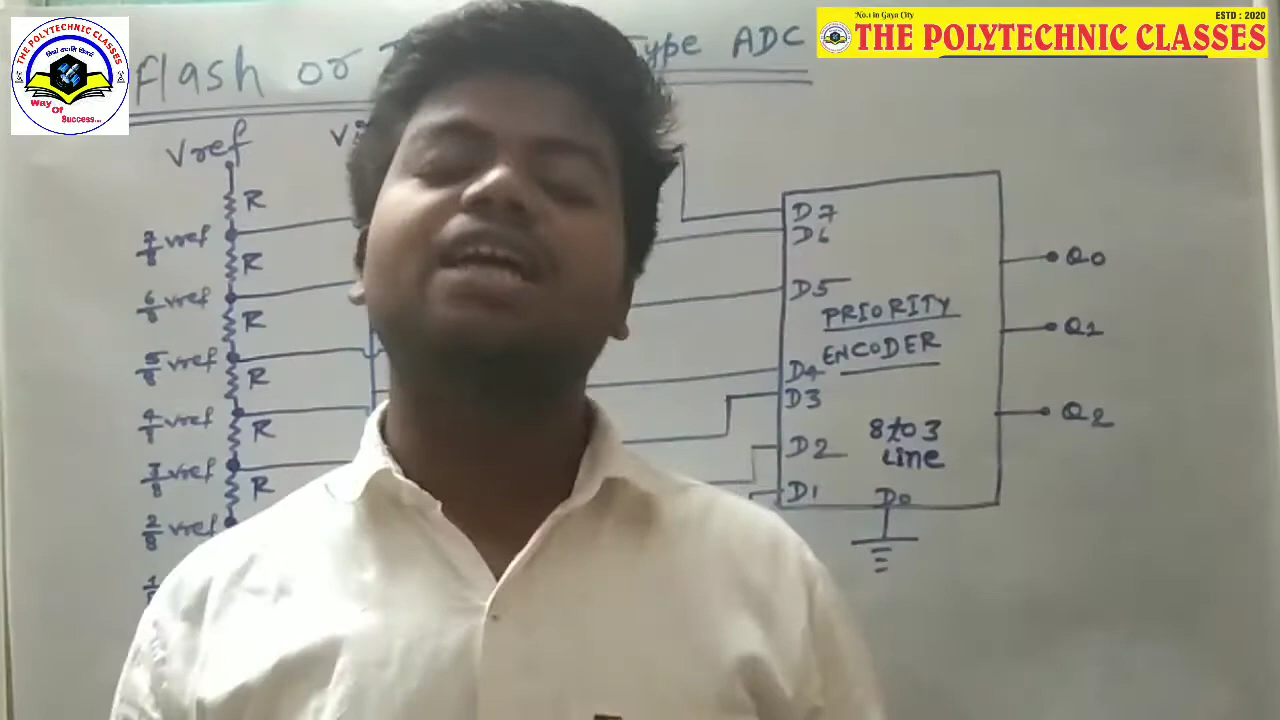 THE POLYTECHNIC CLASSES
Way Of Success...
No.1 In Gaya City
ESTD : 2020
THE POLYTECHNIC CLASSES
Flash or
Type ADC
Vref
R
7/8 Vref
R
6/8 Vref
R
5/8 Vref
R
4/8 Vref
R
3/8 Vref
R
2/8 Vref
D7
D6
D5
PRIORITY
ENCODER
D4
D3
8 to 3
Line
D2
D1
D0
Q0
Q1
Q2